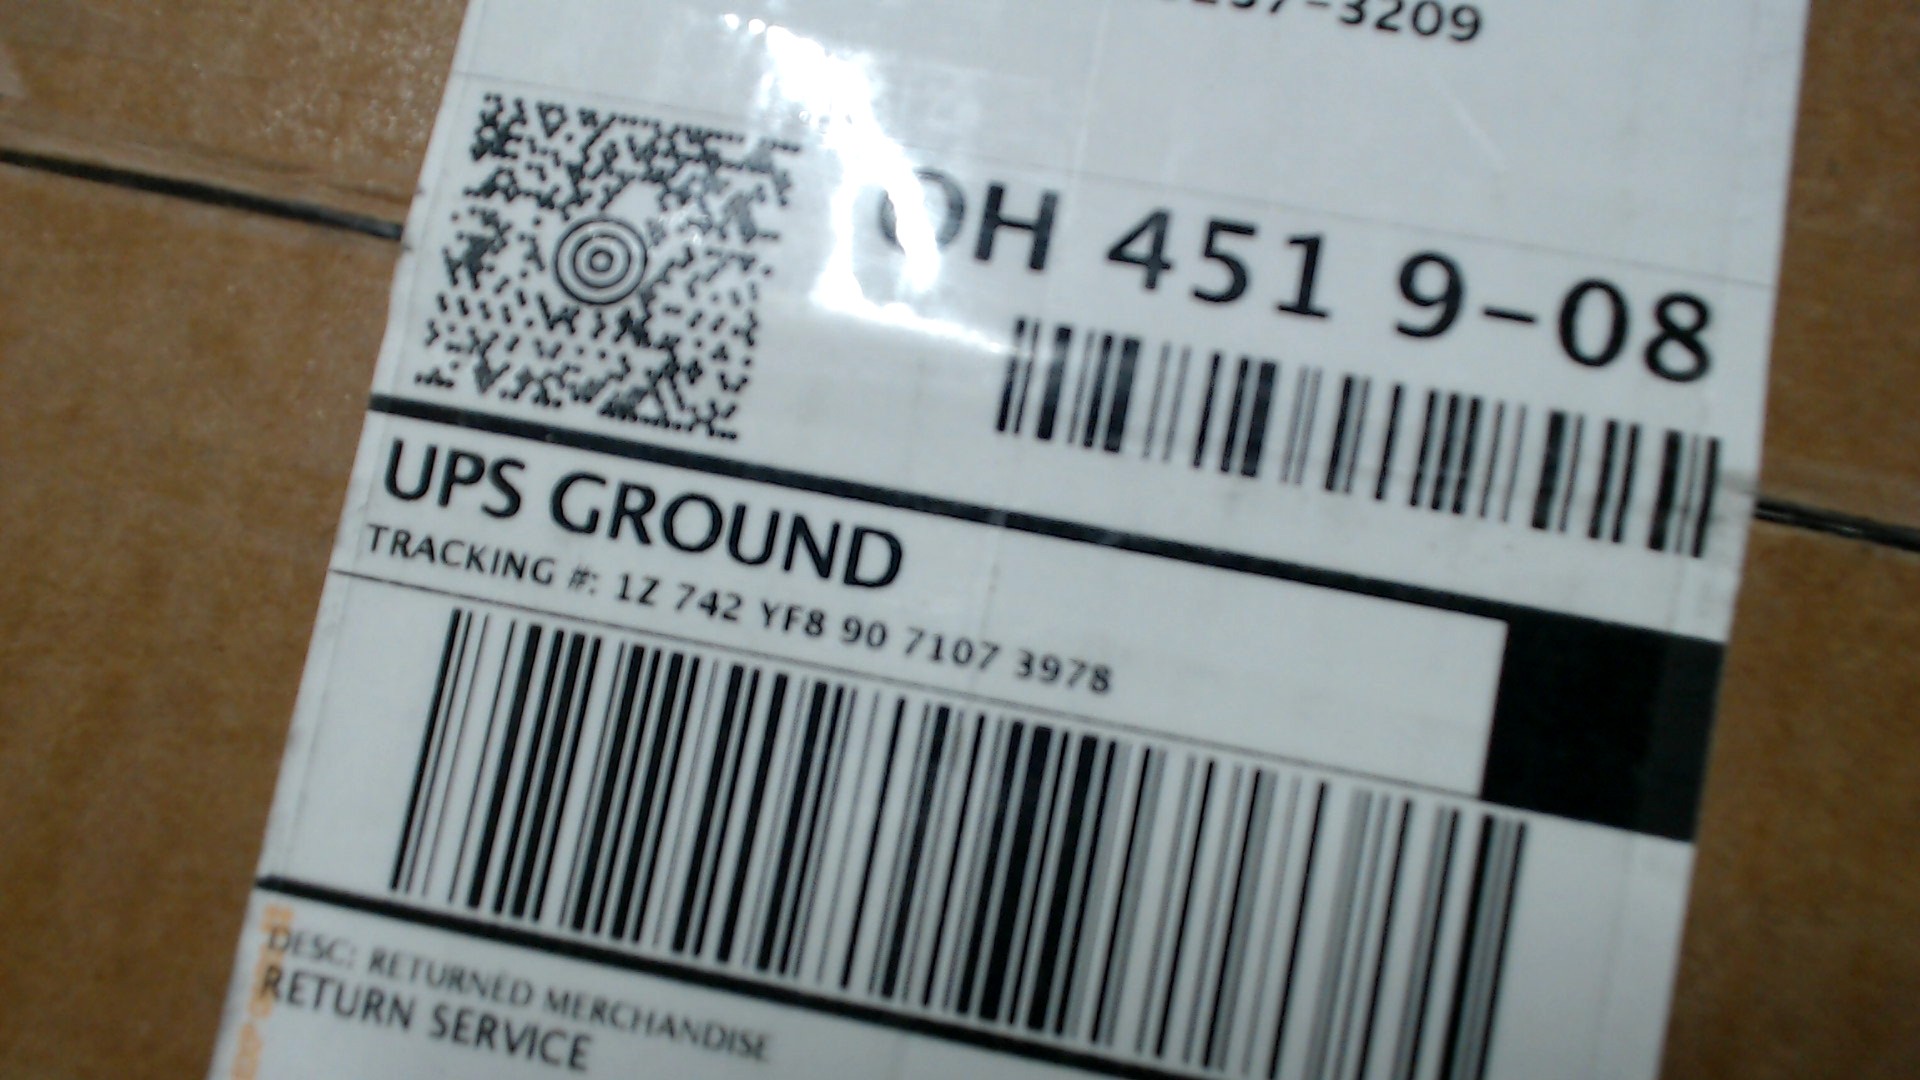 3209
OH 451 9-08
UPS GROUND
TRACKING #: 1Z 742 YF8 90 7107 3978
DESC: RETURNED MERCHANDISE
RETURN SERVICE